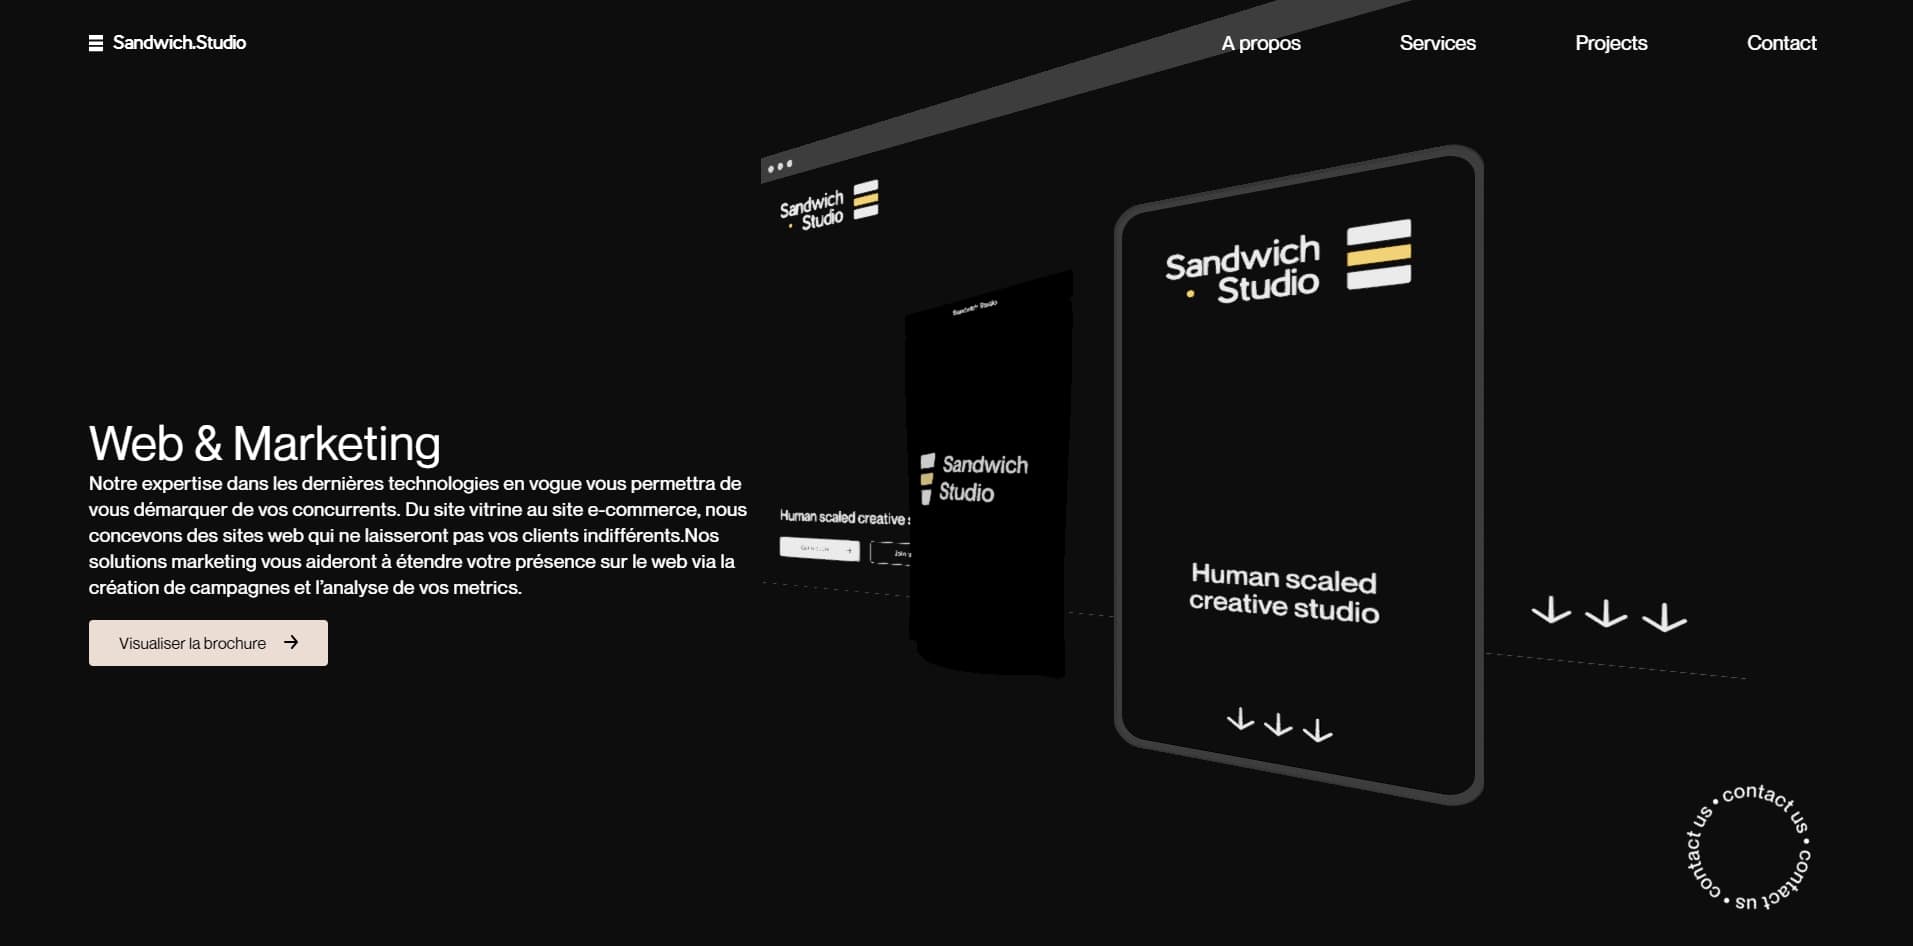 Sandwich.Studio
A propos
Services
Projects
Contact
Sandwich
Studio
Sandwich
Studio
Sandwich Studio
Sandwich
Studio
Web & Marketing
Notre expertise dans les dernières technologies en vogue vous permettra de
vous démarquer de vos concurrents. Du site vitrine au site e-commerce, nous
concevons des sites web qui ne laisseront pas vos clients indifférents.Nos
solutions marketing vous aideront à étendre votre présence sur le web via la
création de campagnes et l’analyse de vos metrics.
Visualiser la brochure
Human scaled creative s
Join
Human scaled
creative studio
contact us • contact us • contact us •